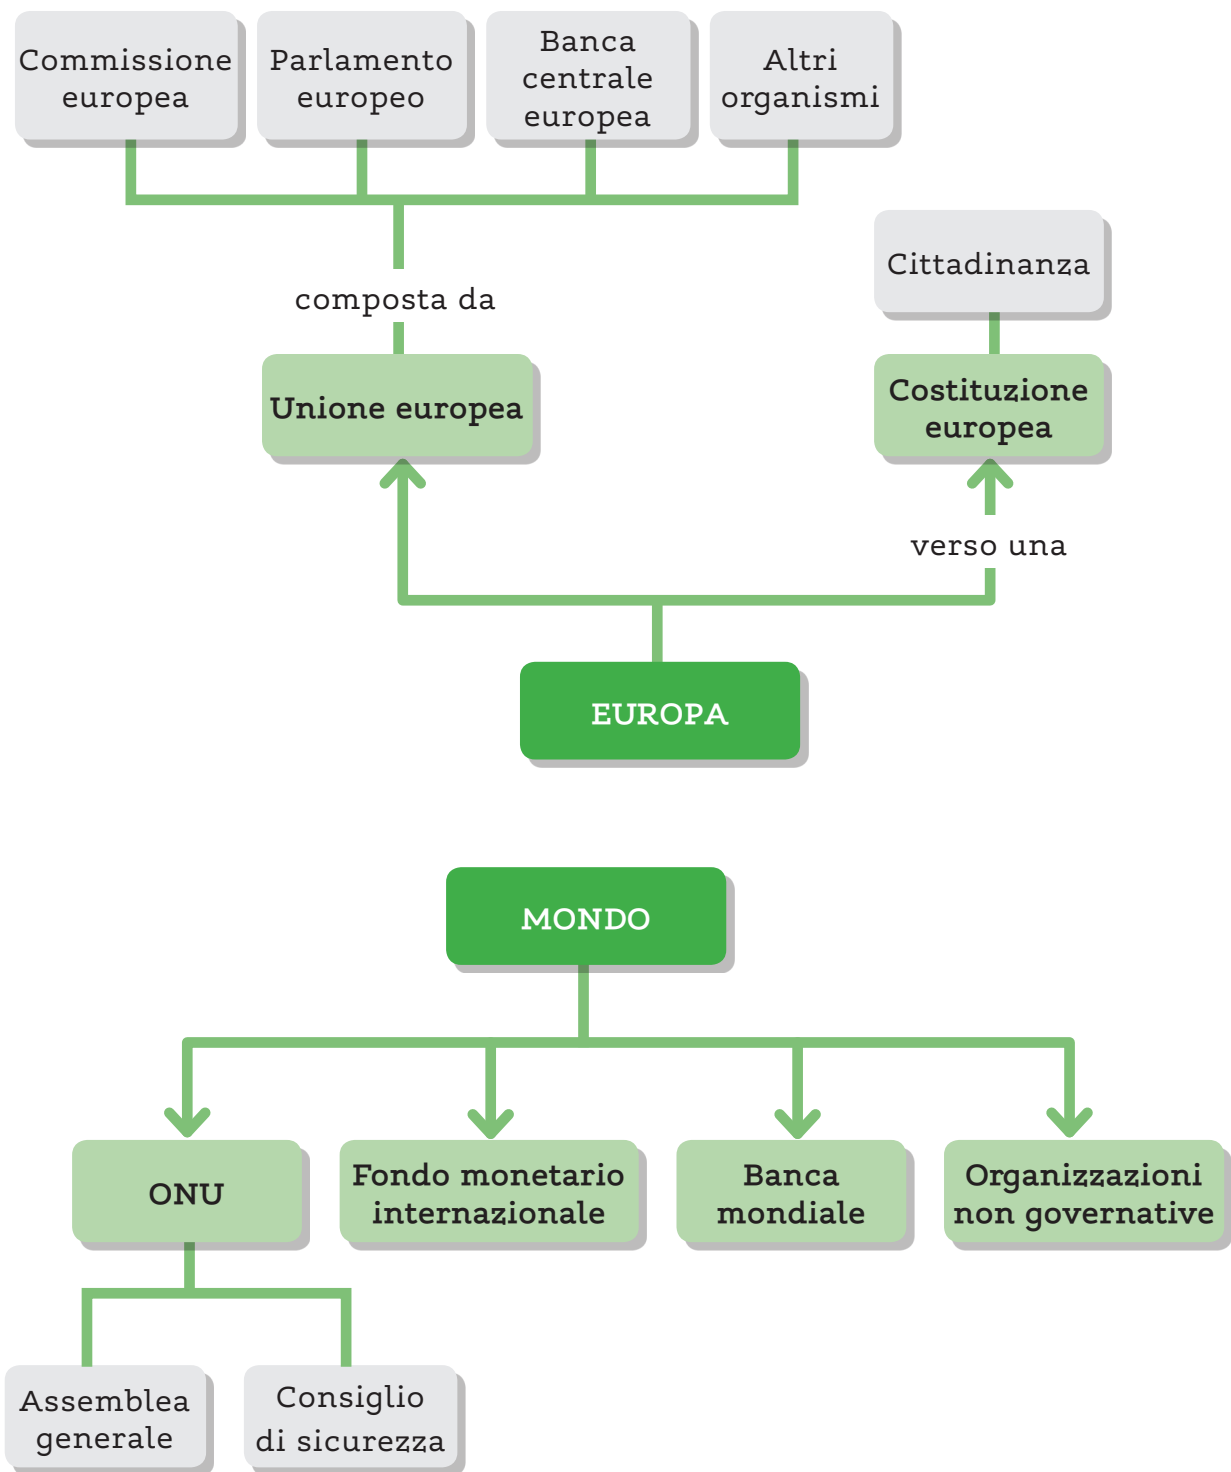 Commissione
europea
Parlamento
europeo
Banca
centrale
europea
Altri
organismi
Cittadinanza
composta da
Unione europea
Costituzione
europea
verso una
EUROPA
MONDO
ONU
Fondo monetario
internazionale
Banca
mondiale
Organizzazioni
non governative
Assemblea
generale
Consiglio
di sicurezza